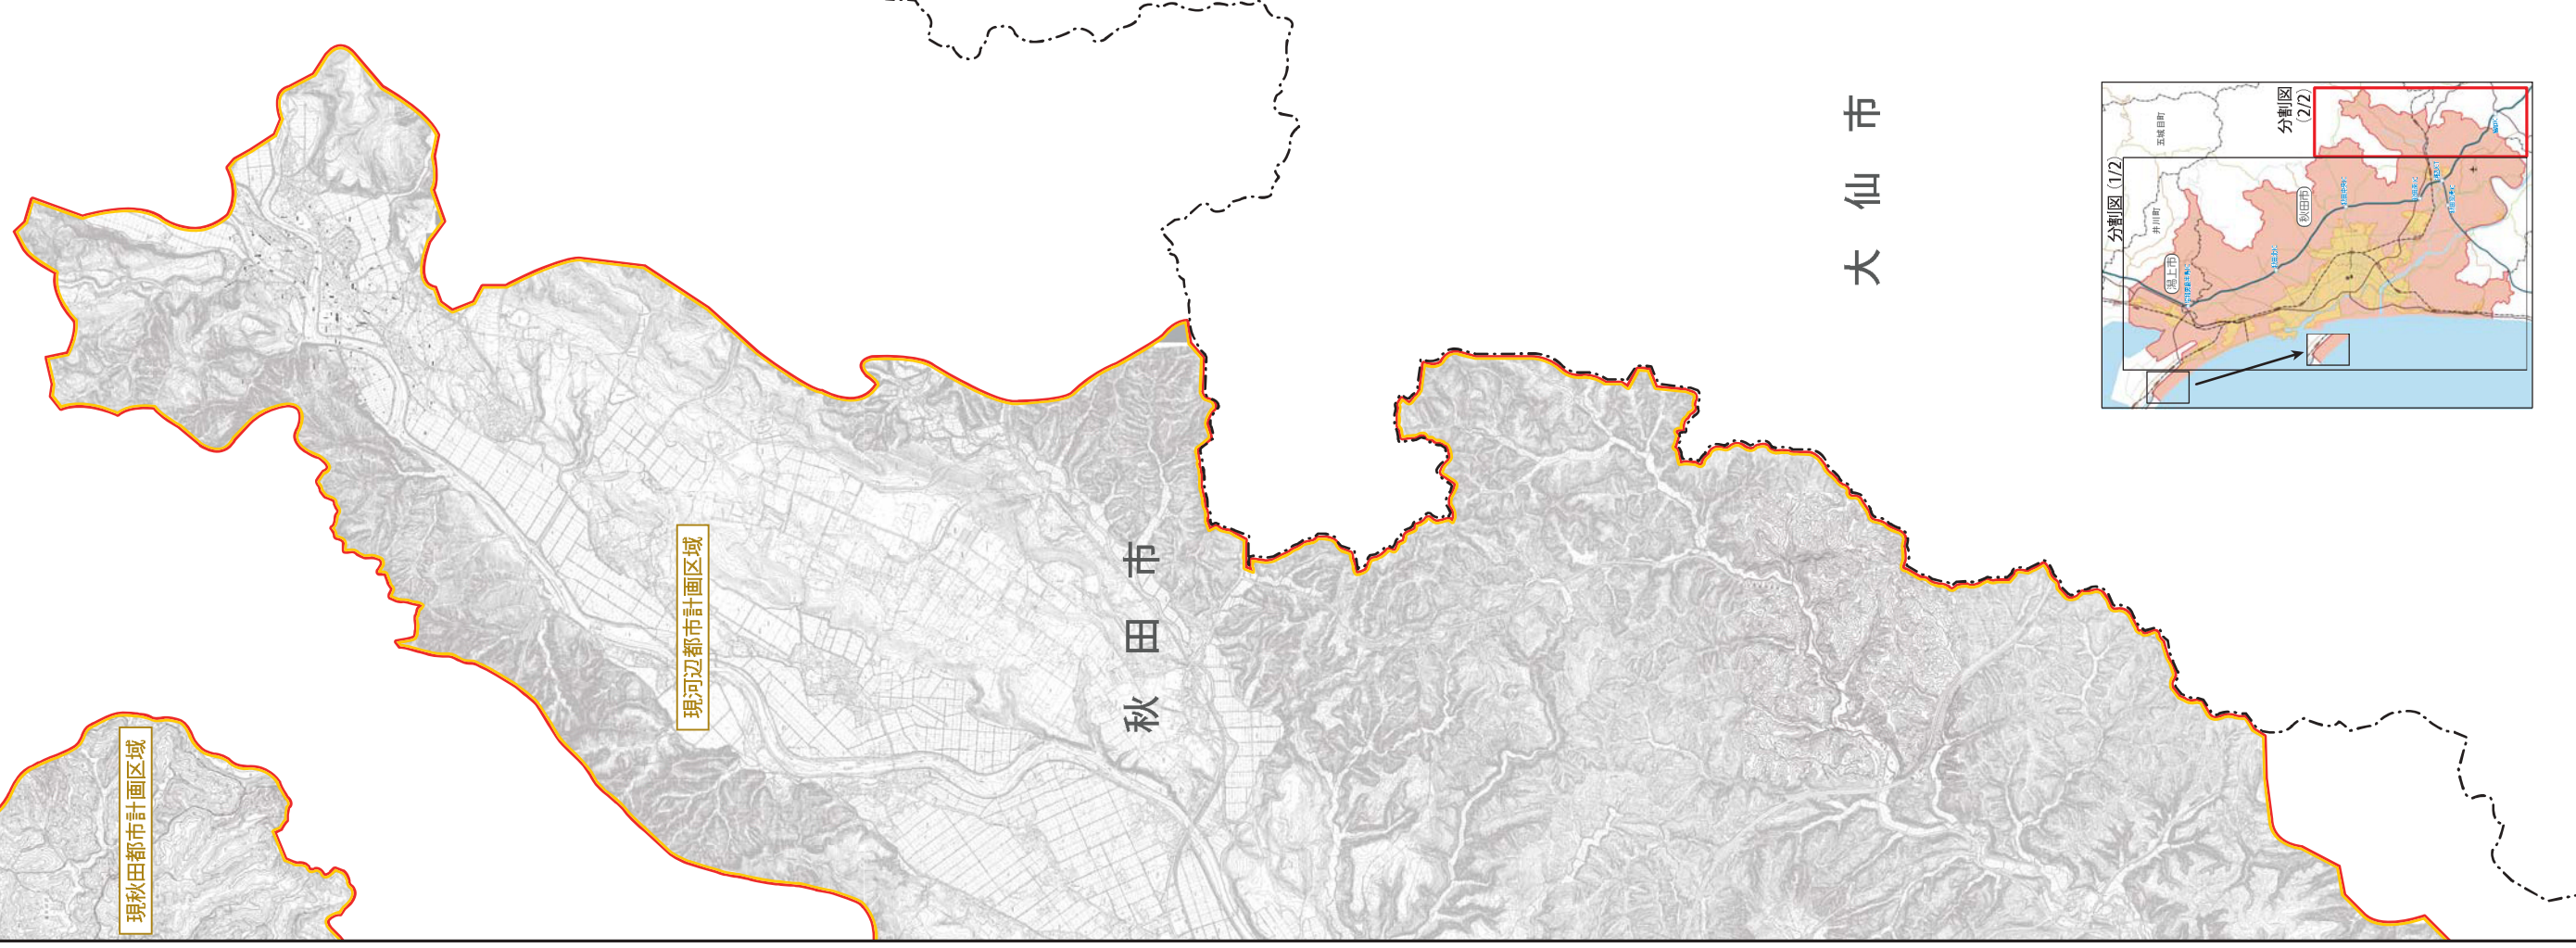 大仙市
秋田市
現河辺都市計画区域
現秋田都市計画区域
分割図（1/2）
分割図
（2/2）
五城目町
井川町
潟上市
秋田市